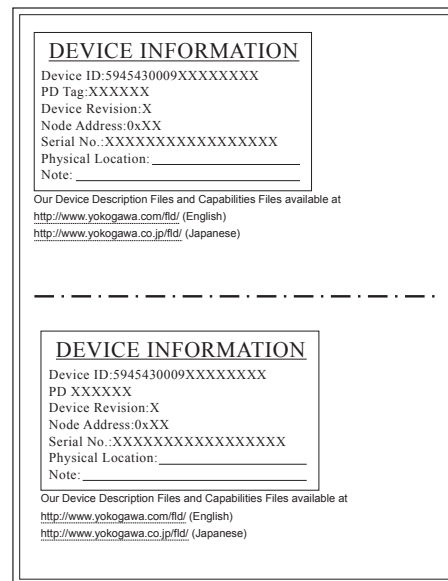 DEVICE INFORMATION
Device ID:5945430009XXXXXXXX
PD Tag:XXXXXX
Device Revision:X
Node Address:0xXX
Serial No.:XXXXXXXXXXXXXXXXX
Physical Location:
Note:
Our Device Description Files and Capabilities Files available at
http://www.yokogawa.com/fld/ (English)
http://www.yokogawa.co.jp/fld/ (Japanese)
DEVICE INFORMATION
Device ID:5945430009XXXXXXXX
PD XXXXXX
Device Revision:X
Node Address:0xXX
Serial No.:XXXXXXXXXXXXXXXXX
Physical Location:
Note:
Our Device Description Files and Capabilities Files available at
http://www.yokogawa.com/fld/ (English)
http://www.yokogawa.co.jp/fld/ (Japanese)